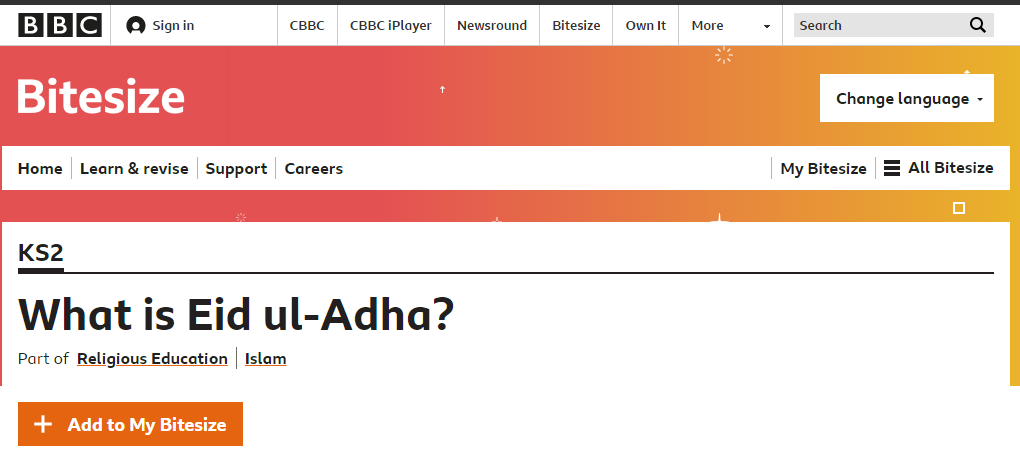 BBC Sign in CBBC CBBC iPlayer Newsround Bitesize Own It More Search
Bitesize
Change language
Home Learn & revise Support Careers My Bitesize All Bitesize
KS2
What is Eid ul-Adha?
Part of Religious Education Islam
+ Add to My Bitesize